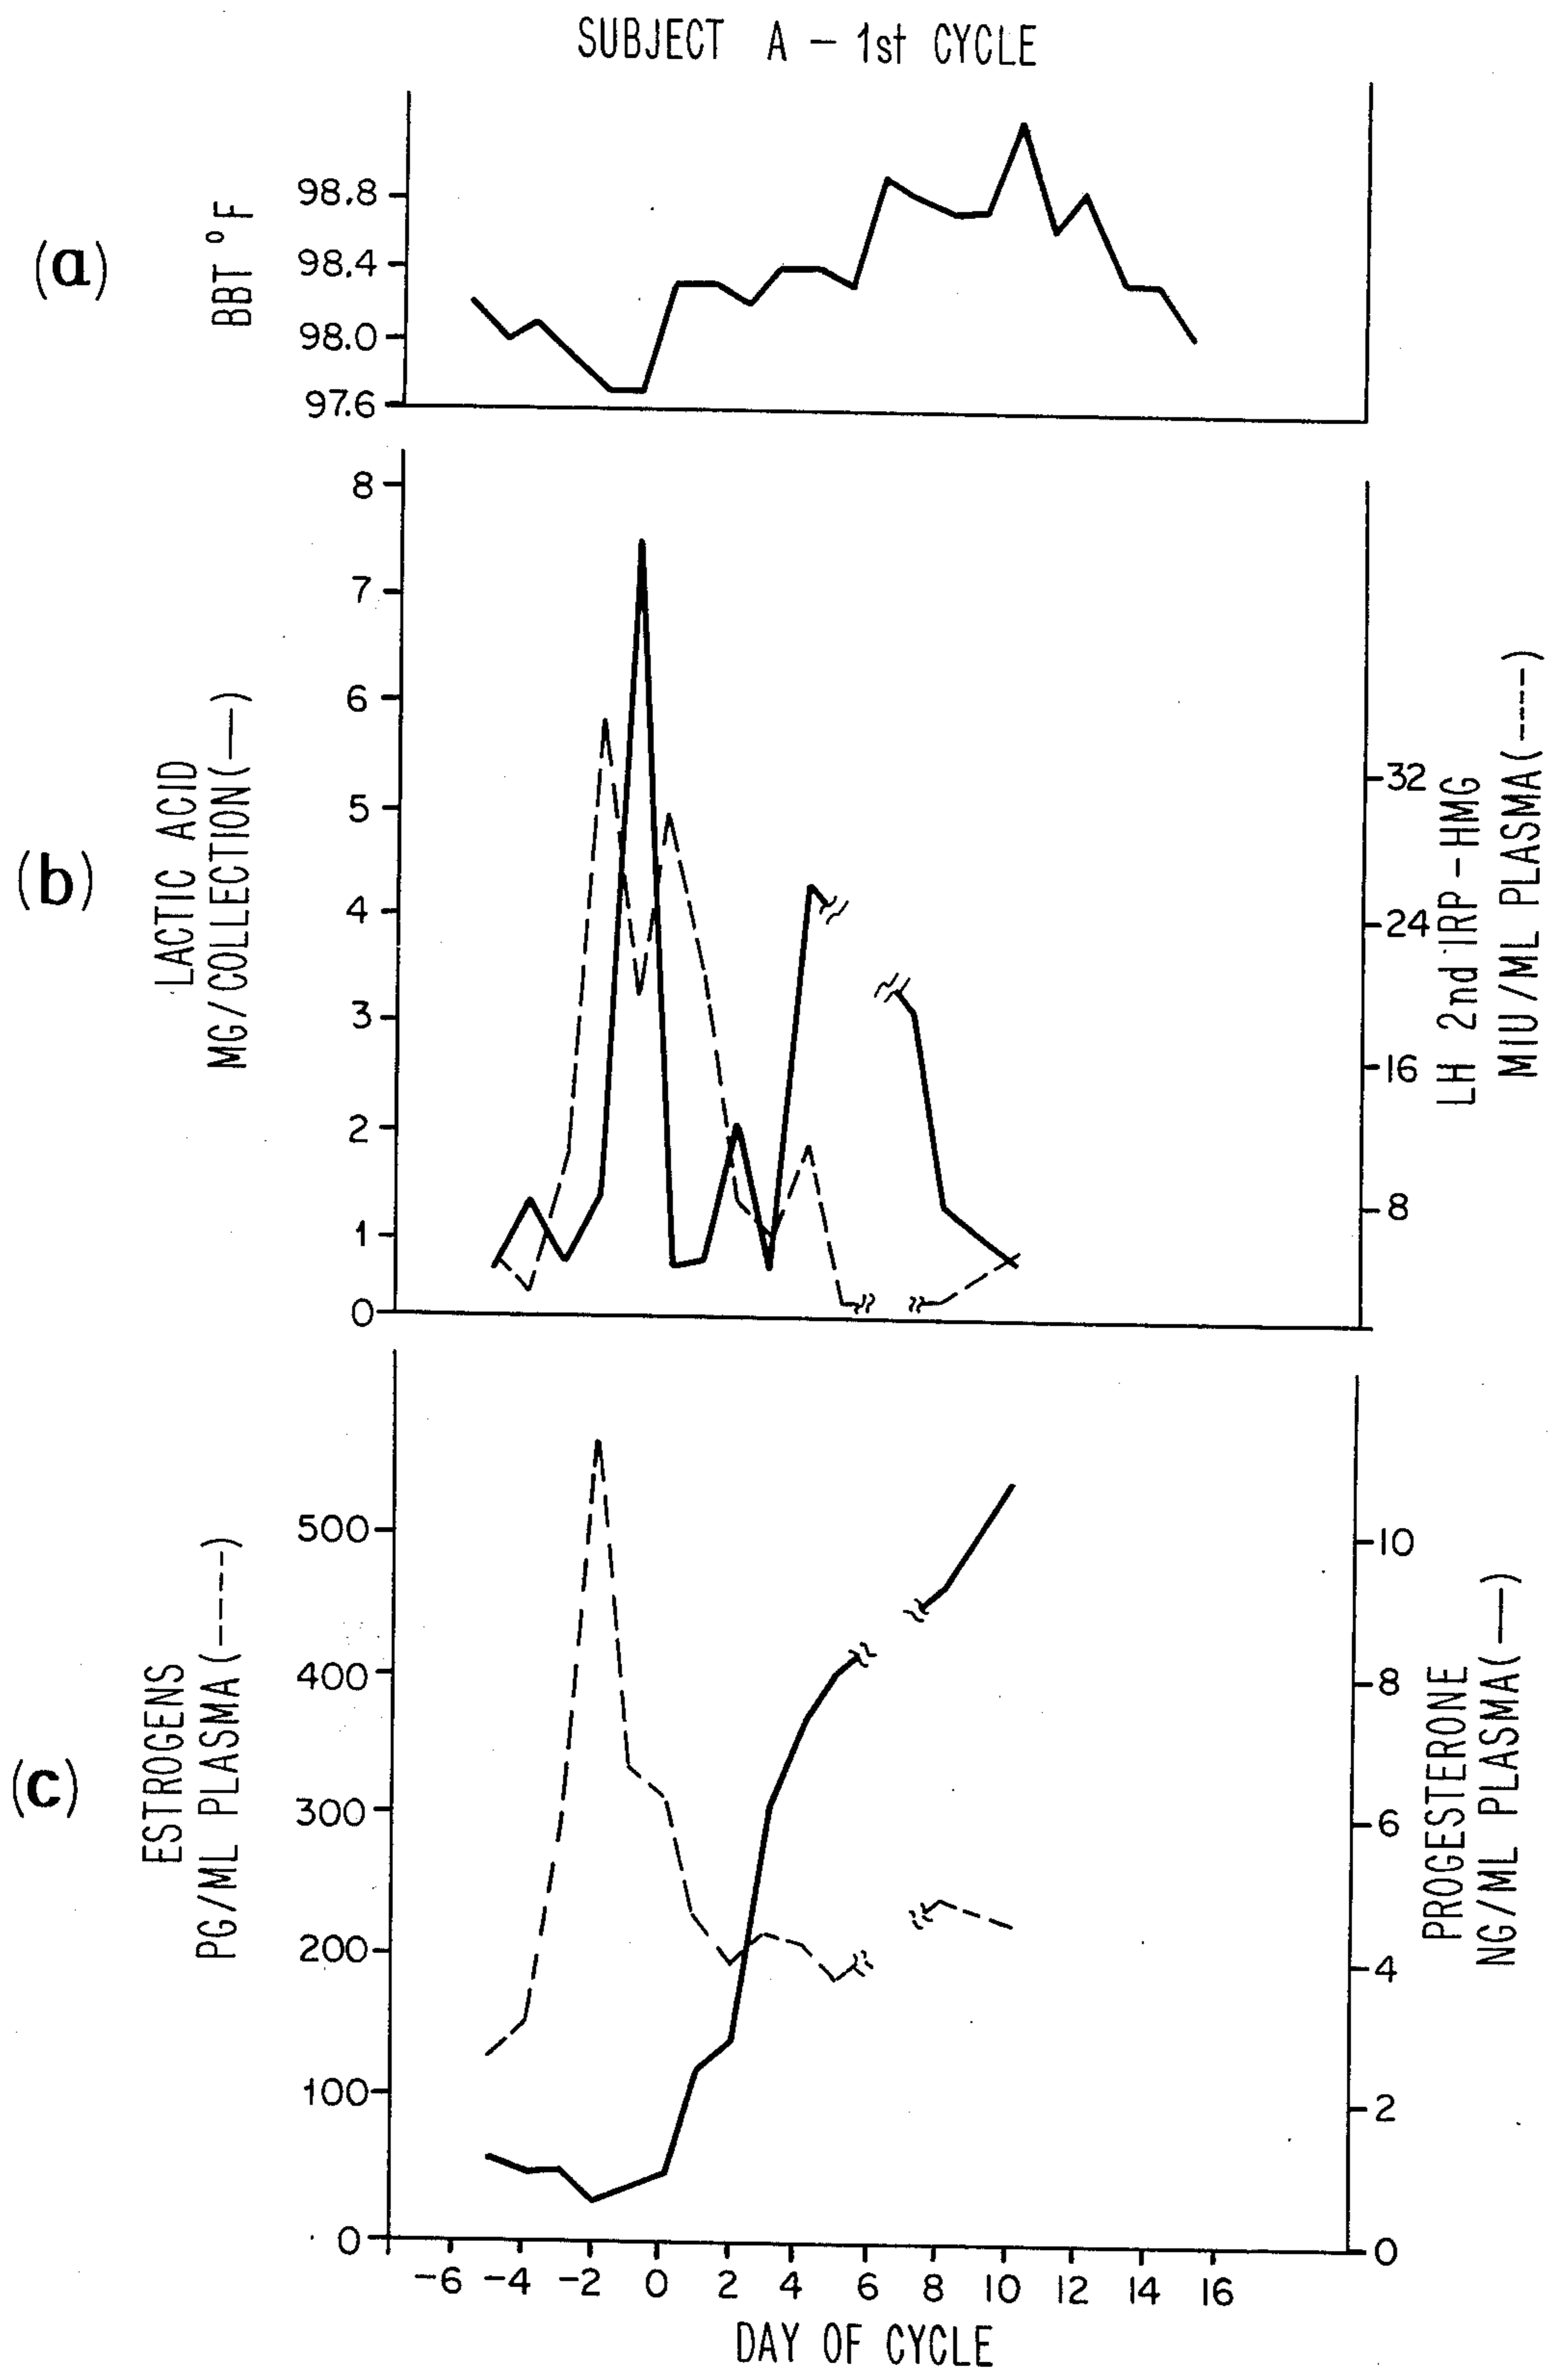 SUBJECT A – 1st CYCLE
(a)
BBT °F
98.8
98.4
98.0
97.6
(b)
LACTIC ACID
MG/COLLECTION (—)
8
7
6
5
4
3
2
1
0
32
24
16
8
LH 2nd IRP-HMG
MIU/ML PLASMA (----)
(c)
ESTROGENS
PG/ML PLASMA (-----)
500
400
300
200
100
0
10
8
6
4
2
0
PROGESTERONE
NG/ML PLASMA (—)
-6 -4 -2 0 2 4 6 8 10 12 14 16
DAY OF CYCLE